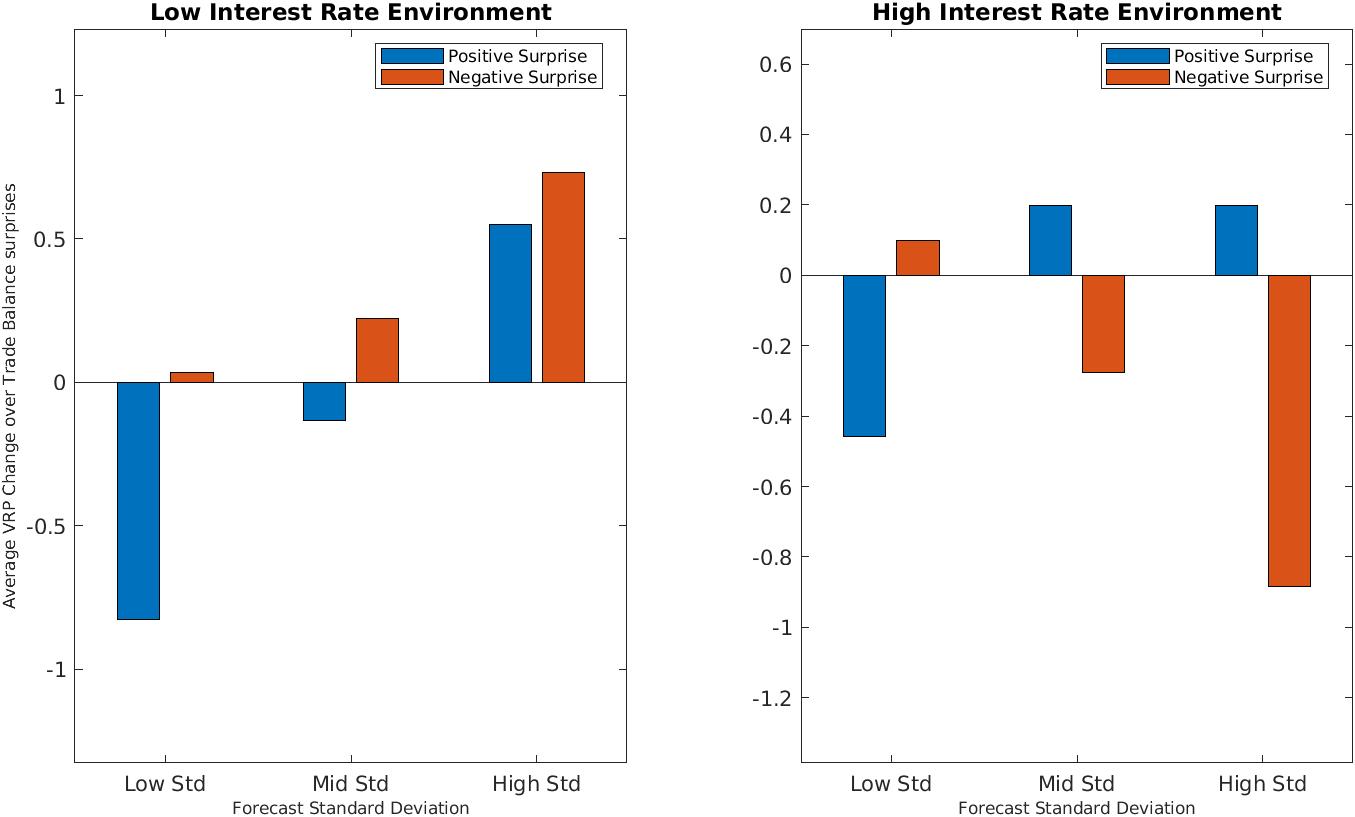 Low Interest Rate Environment
Positive Surprise
Negative Surprise
Average VRP Change over Trade Balance surprises
1
0.5
0
-0.5
-1
Low Std
Mid Std
High Std
Forecast Standard Deviation
High Interest Rate Environment
Positive Surprise
Negative Surprise
0.6
0.4
0.2
0
-0.2
-0.4
-0.6
-0.8
-1
-1.2
Low Std
Mid Std
High Std
Forecast Standard Deviation